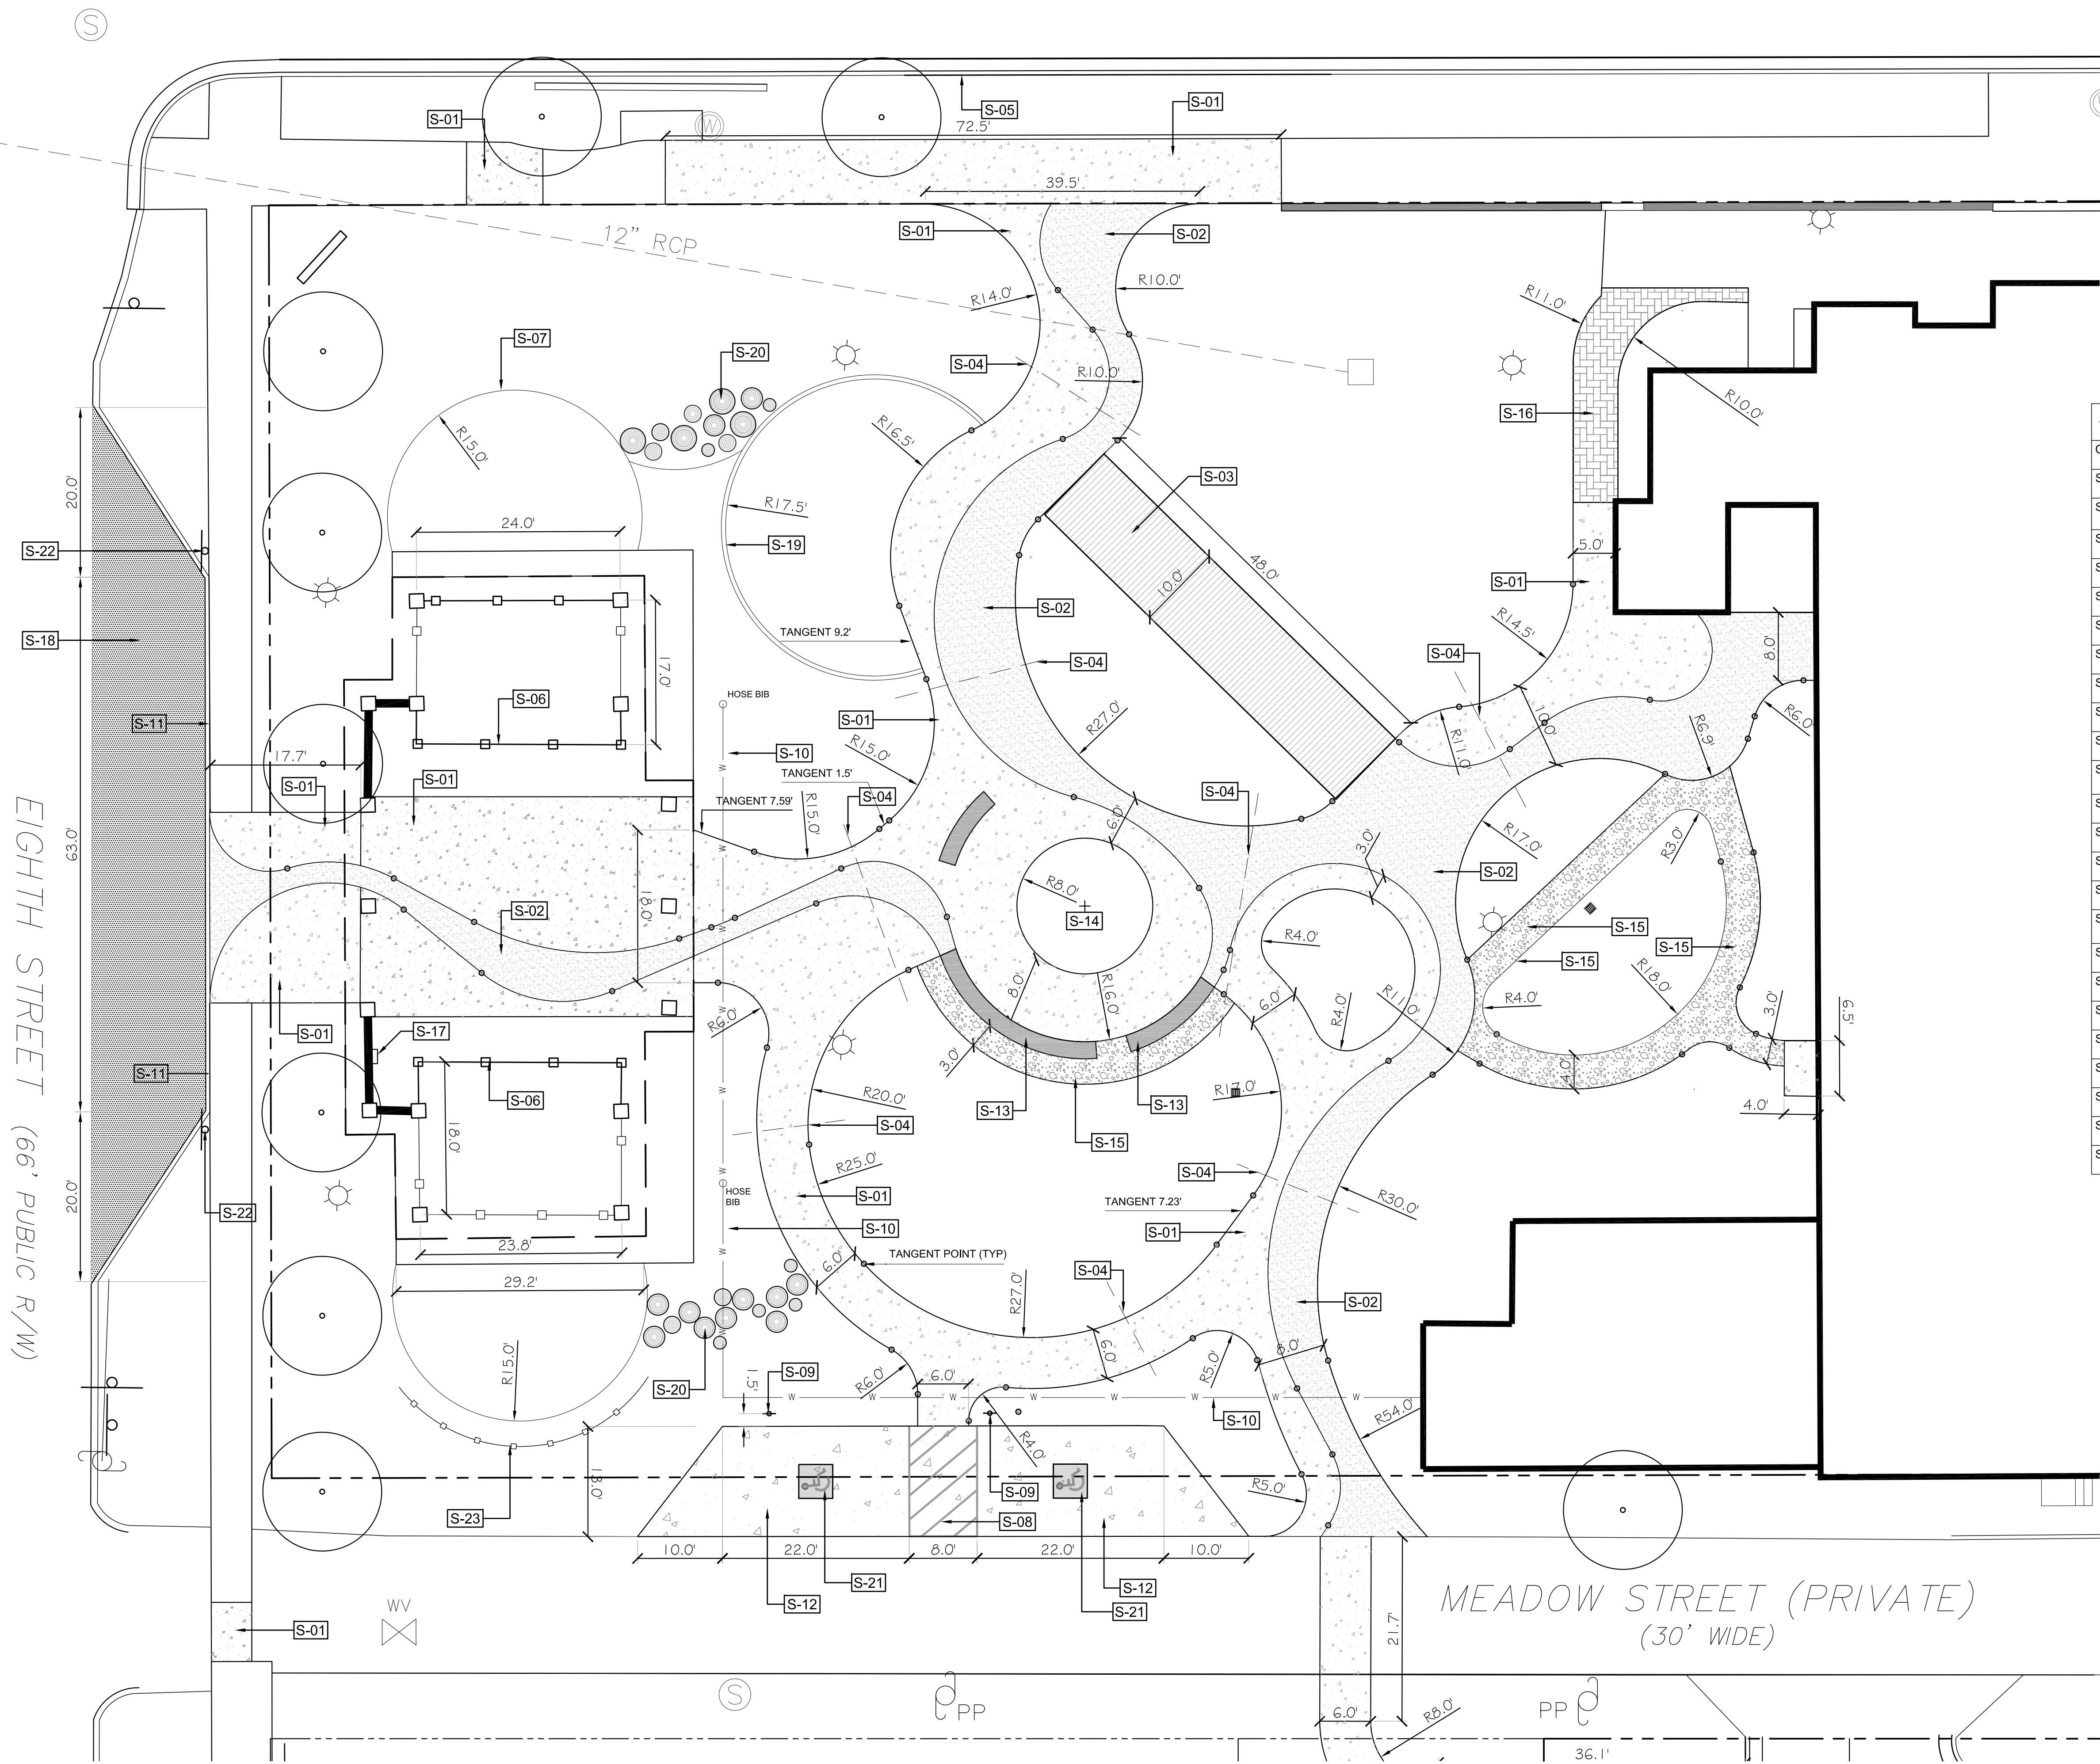 S
S-01
S-05
S-01
W
72.5'
39.5'
12” RCP
S-01
S-02
R14.0'
R10.0'
R11.0'
S-07
S-20
S-04
R10.0'
R10.0'
S-16
R15.0'
R16.5'
20.0'
S-03
R17.5'
24.0'
S-19
S-22
48.0'
10.0'
5.0'
S-01
S-02
S-18
TANGENT 9.2'
17.0'
R14.5'
8.0'
S-04
S-04
S-06
HOSE BIB
S-11
S-01
R27.0'
10.0'
R11.0'
R6.9'
R6.0'
17.7'
S-10
R15.0'
S-01
S-01
TANGENT 1.5'
TANGENT 7.59'
S-04
R15.0'
S-04
6.0'
EIGHTH STREET (66’ PUBLIC R/W)
63.0'
3.0'
R17.0'
R3.0'
S-02
R8.0'
S-14
18.0'
S-02
R4.0'
S-15
S-15
S-15
8.0'
R16.0'
6.0'
R4.0'
R11.0'
R4.0'
R18.0'
3.0'
6.5'
S-01
S-17
R6.0'
3.0'
4.0'
S-11
S-06
18.0'
R20.0'
S-13
S-13
R17.0'
4.0'
S-04
S-15
R25.0'
S-04
20.0'
HOSE
BIB
S-01
TANGENT 7.23'
R30.0'
S-22
S-10
S-01
23.8'
TANGENT POINT (TYP)
6.0'
S-04
29.2'
R27.0'
S-02
6.0'
R5.0'
8.0'
R15.0'
S-20
1.5'
S-09
R6.0'
6.0'
W W W W W W W W
S-10
R54.0'
R4.0'
13.0'
S-09
R5.0'
S-23
S-08
10.0'
22.0'
8.0'
22.0'
10.0'
S-21
S-12
S-12
S-21
WV
S-01
MEADOW STREET (PRIVATE)
(30’ WIDE)
21.7'
S
PP
PP
6.0'
R8.0'
36.1'